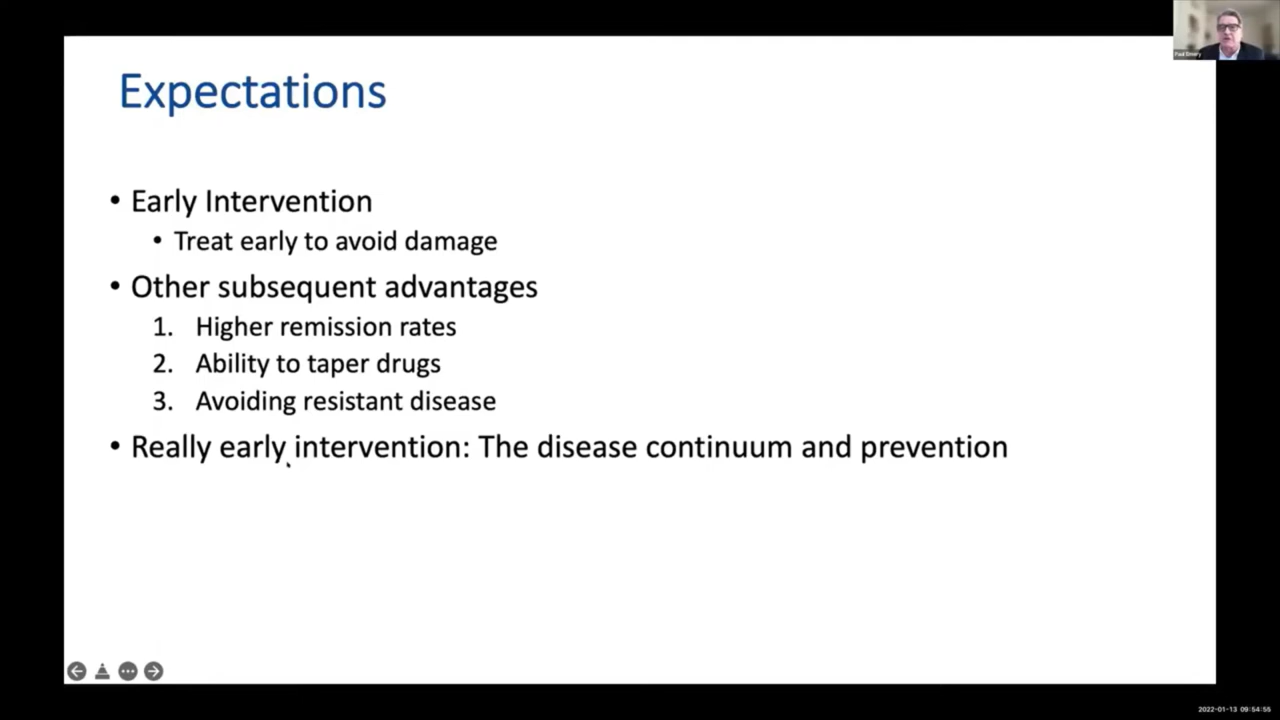 Paul Emery
Expectations
• Early Intervention
• Treat early to avoid damage
• Other subsequent advantages
1. Higher remission rates
2. Ability to taper drugs
3. Avoiding resistant disease
• Really early intervention: The disease continuum and prevention
2022-01-13 09:54:55